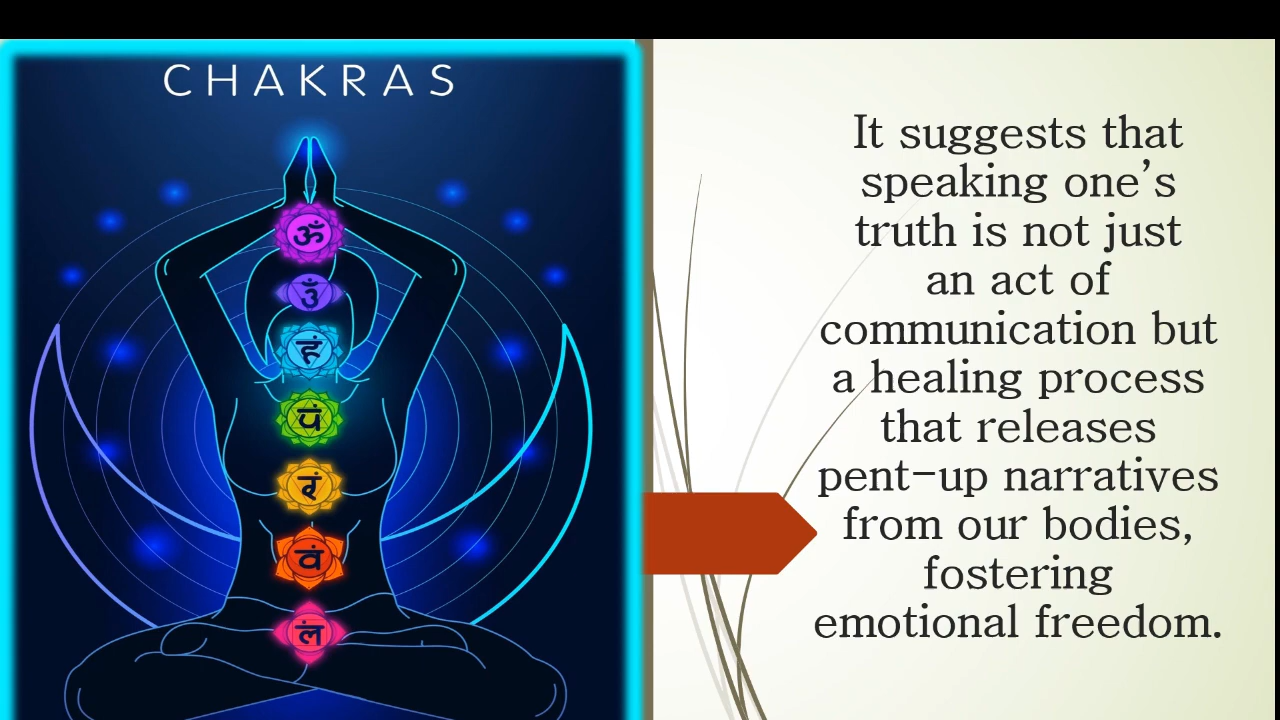 CHAKRAS
ॐ
हं
यं
रं
वं
लं
It suggests that
speaking one’s
truth is not just
an act of
communication but
a healing process
that releases
pent-up narratives
from our bodies,
fostering
emotional freedom.